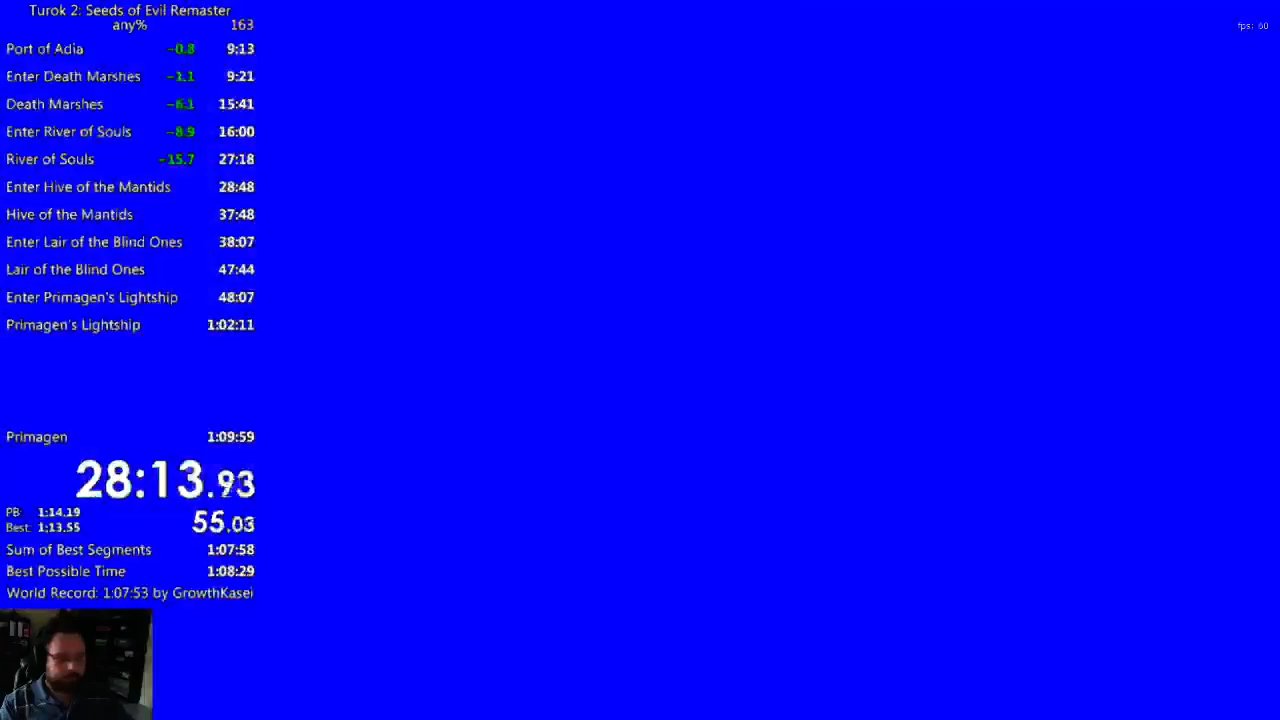 Turok 2: Seeds of Evil Remaster
any% 163
Port of Adia -0.8 9:13
Enter Death Marshes -1.1 9:21
Death Marshes -6.1 15:41
Enter River of Souls -8.9 16:00
River of Souls -15.7 27:18
Enter Hive of the Mantids 28:48
Hive of the Mantids 37:48
Enter Lair of the Blind Ones 38:07
Lair of the Blind Ones 47:44
Enter Primagen's Lightship 48:07
Primagen's Lightship 1:02:11
Primagen 1:09:59
28:13.93
PB: 1:14.19
Best: 1:13.55
55.03
Sum of Best Segments 1:07:58
Best Possible Time 1:08:29
World Record: 1:07:53 by GrowthKasei
fps: 60